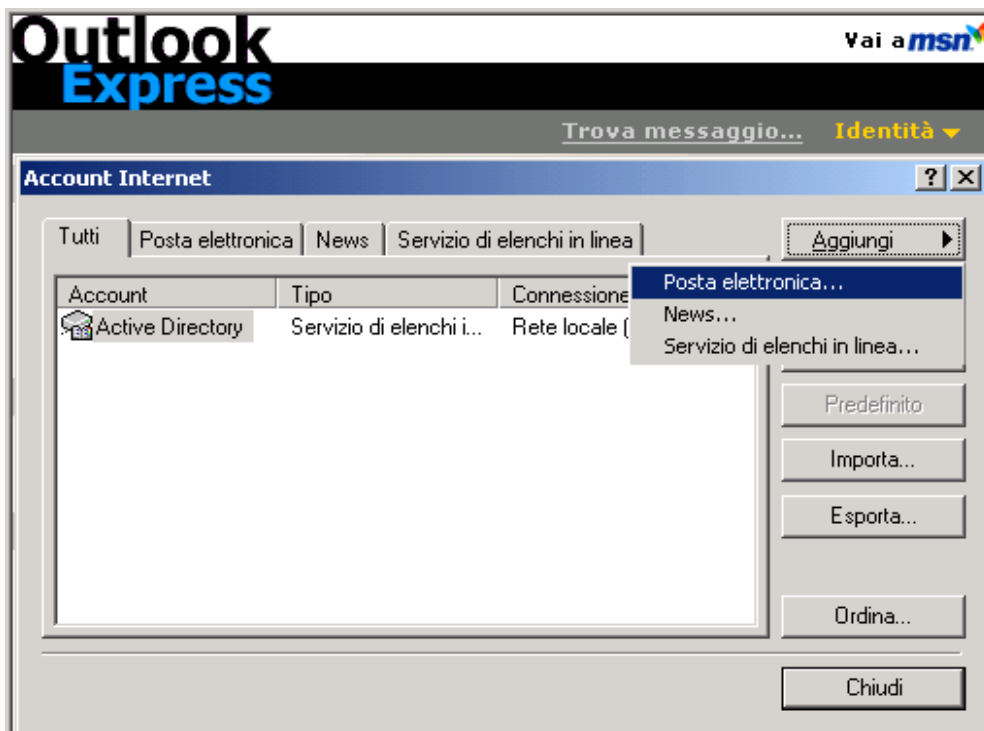 Outlook
Express
Vai a msn
Trova messaggio... Identità
Account Internet
Tutti Posta elettronica News Servizio di elenchi in linea
Aggiungi
Account Tipo Connessione
Active Directory Servizio di elenchi i... Rete locale (
Posta elettronica...
News...
Servizio di elenchi in linea...
Predefinito
Importa...
Esporta...
Ordina...
Chiudi